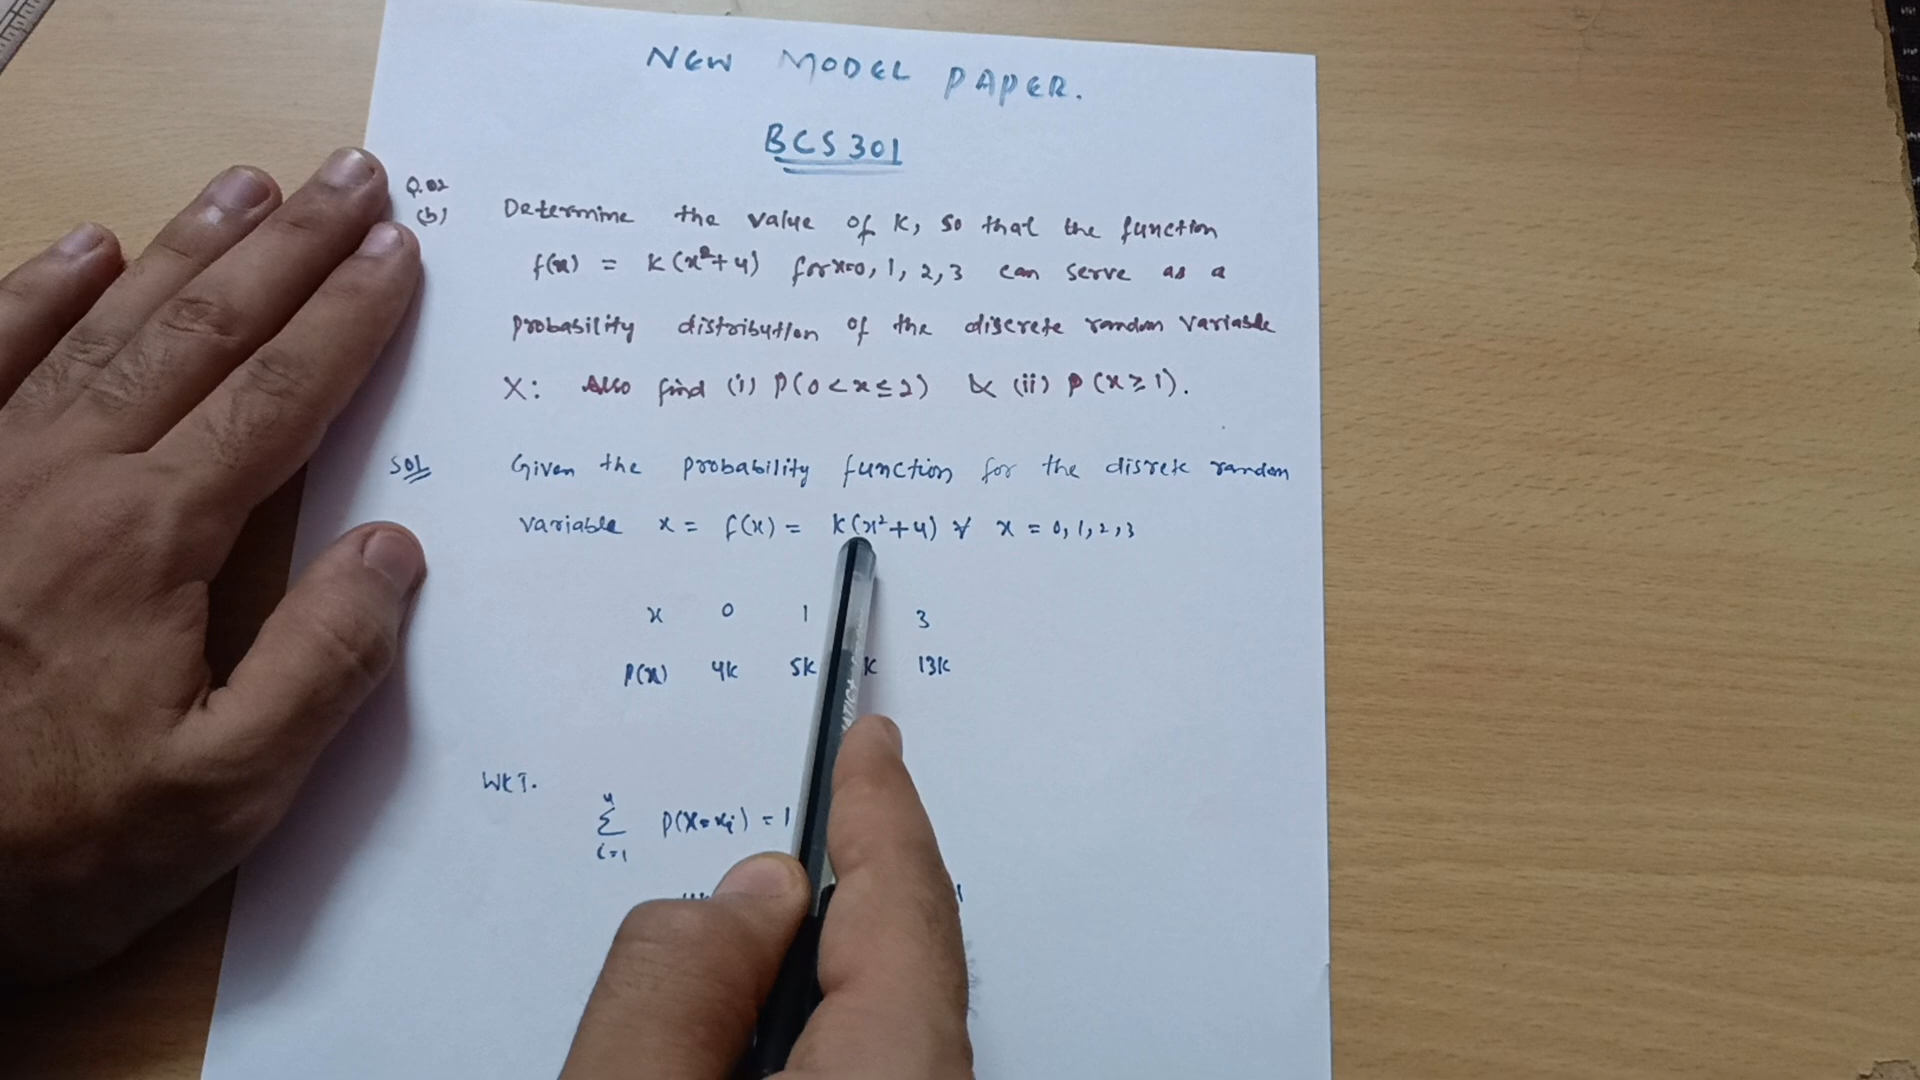 NEW MODEL PAPER.
BCS301
Q.02
(b) Determine the value of K, so that the function
f(x) = K(x²+4) for x=0, 1, 2, 3 can serve as a
probability distribution of the discrete random variable
X: Also find (i) P(0<x≤2) & (ii) P(x≥1).
Sol Given the probability function for the disrete random
variable x = f(x) = K(x²+4) ∀ x = 0, 1, 2, 3
x 0 1 3
P(x) 4K 5K K 13K
WKT.
4
Σ P(X=xi) = 1
i=1